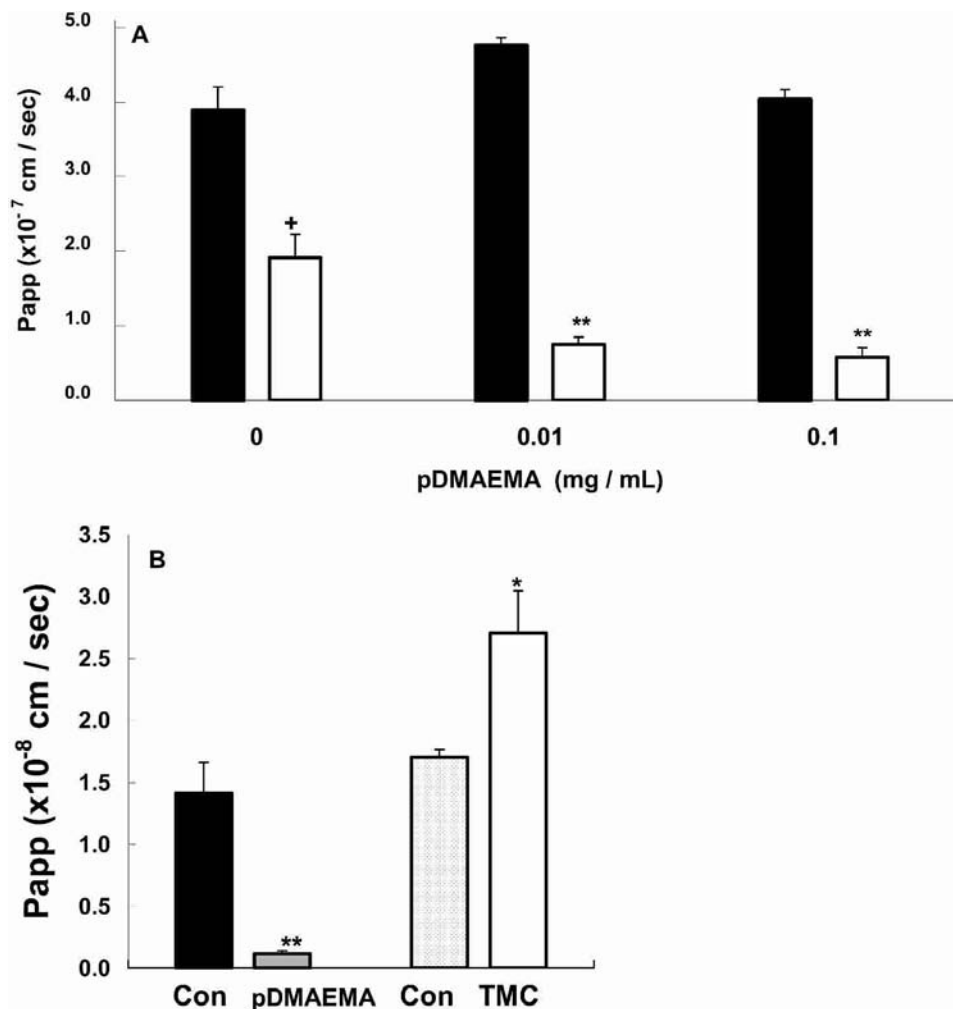 A
5.0
4.0
3.0
2.0
1.0
0.0
Papp (x10⁻⁷ cm / sec)
+
**
**
0 0.01 0.1
pDMAEMA (mg / mL)
B
3.5
3.0
2.5
2.0
1.5
1.0
0.5
0.0
Papp (x10⁻⁸ cm / sec)
**
*
Con pDMAEMA Con TMC